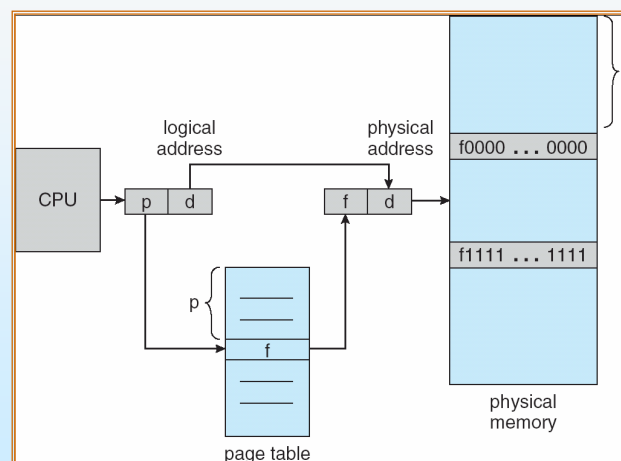 logical
address
physical
address
f0000 ... 0000
CPU
p
d
f
d
f1111 ... 1111
p
f
physical
memory
page table